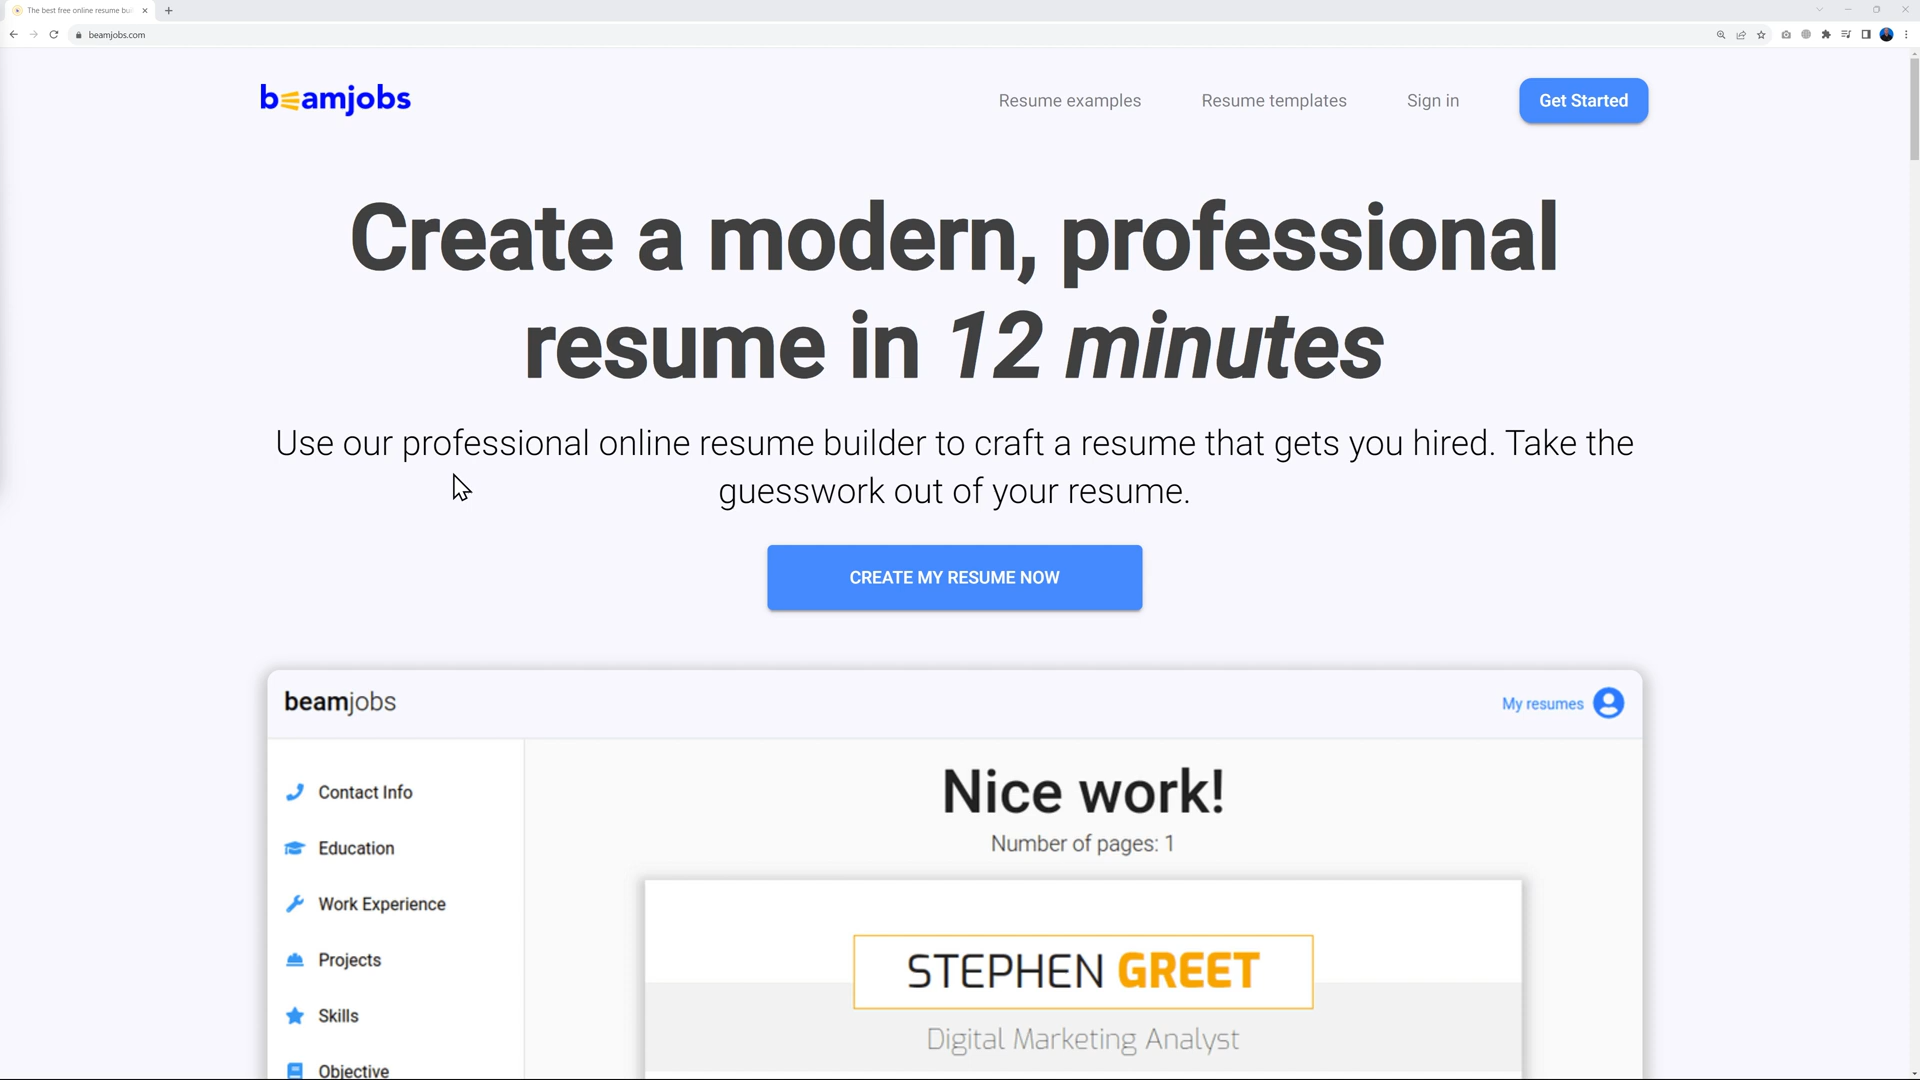 The best free online resume bui
beamjobs.com
beamjobs
Resume examples
Resume templates
Sign in
Get Started
Create a modern, professional
resume in 12 minutes
Use our professional online resume builder to craft a resume that gets you hired. Take the
guesswork out of your resume.
CREATE MY RESUME NOW
beamjobs
My resumes
Contact Info
Education
Work Experience
Projects
Skills
Objective
Nice work!
Number of pages: 1
STEPHEN GREET
Digital Marketing Analyst